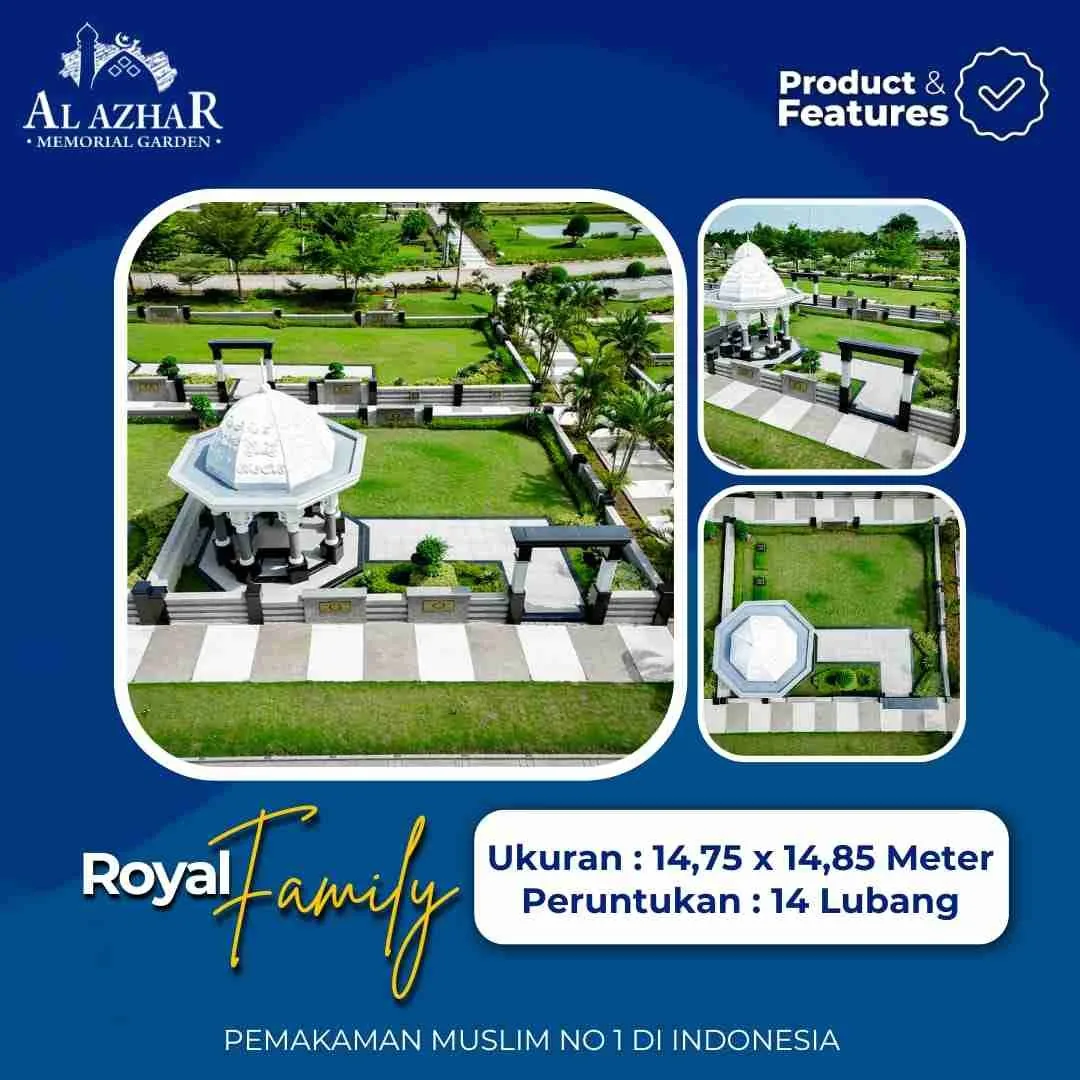 AL AZHAR
• MEMORIAL GARDEN •
Product &
Features
Royal Family
Ukuran : 14,75 x 14,85 Meter
Peruntukan : 14 Lubang
PEMAKAMAN MUSLIM NO 1 DI INDONESIA